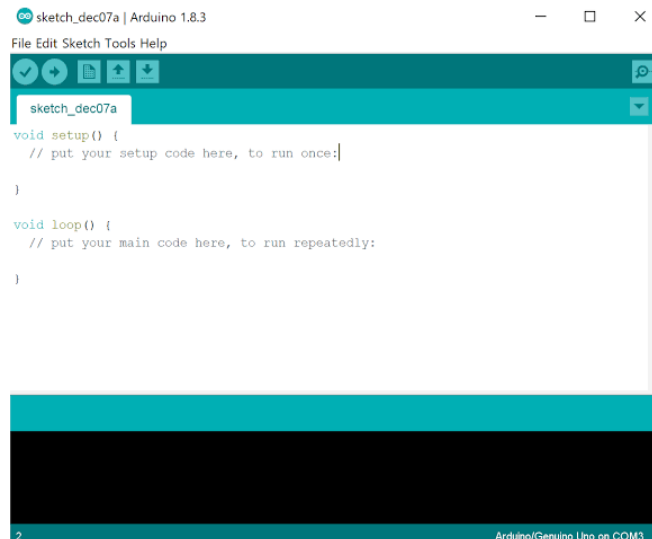 sketch_dec07a | Arduino 1.8.3
File Edit Sketch Tools Help
sketch_dec07a
void setup() {
  // put your setup code here, to run once:

}

void loop() {
  // put your main code here, to run repeatedly:

}
2 Arduino/Genuino Uno on COM3